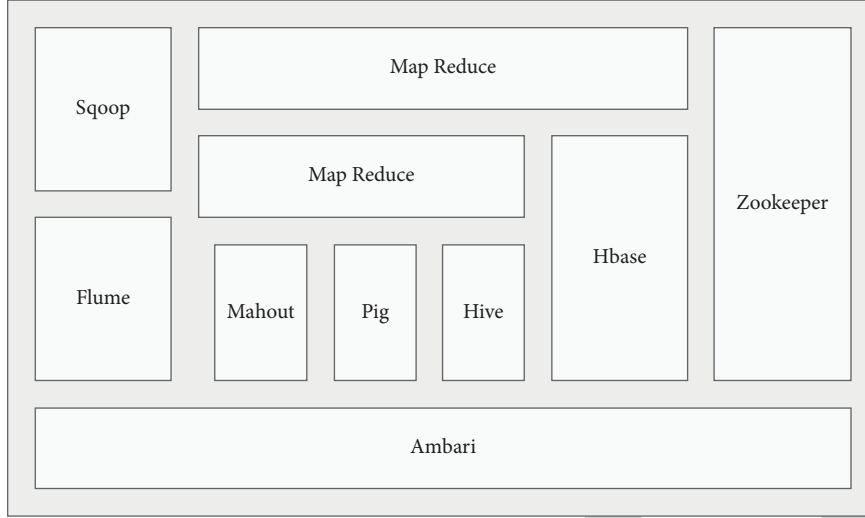 Sqoop
Map Reduce
Zookeeper
Map Reduce
Hbase
Flume
Mahout
Pig
Hive
Ambari